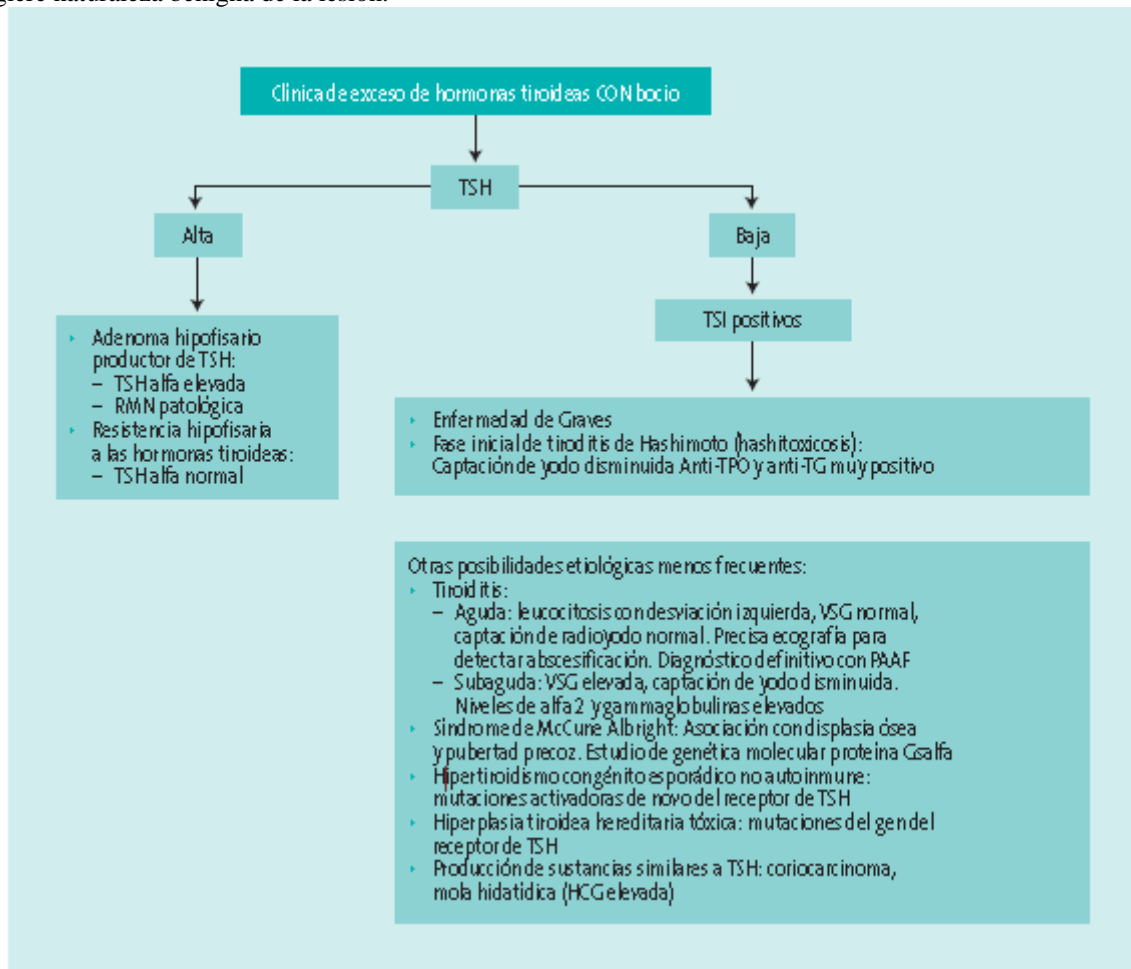 giere naturaleza benigna de la lesión.
Clinica de exceso de hormonas tiroideas CON bocio
TSH
Alta
Baja
TSI positivos
‣ Adenoma hipofisario
productor de TSH:
– TSH alfa elevada
– RMN patológica
‣ Resistencia hipofisaria
a las hormonas tiroideas:
– TSH alfa normal
‣ Enfermedad de Graves
‣ Fase inicial de tiroditis de Hashimoto (hashitoxicosis):
Captación de yodo disminuida Anti-TPO y anti-TG muy positivo
Otras posibilidades etiológicas menos frecuentes:
‣ Tiroiditis:
– Aguda: leucocitosis con desviación izquierda, VSG normal,
captación de radioyodo normal. Precisa ecografía para
detectar abscesificación. Diagnóstico definitivo con PAAF
– Subaguda: VSG elevada, captación de yodo disminuida.
Niveles de alfa 2 y gammaglobulinas elevados
‣ Síndrome de McCune Albright: Asociación con displasia ósea
y pubertad precoz. Estudio de genética molecular proteína Gsalfa
‣ Hipertiroidismo congénito esporádico no autoinmune:
mutaciones activadoras de novo del receptor de TSH
‣ Hiperplasia tiroidea hereditaria tóxica: mutaciones del gen del
receptor de TSH
‣ Producción de sustancias similares a TSH: coriocarcinoma,
mola hidatídica (HCG elevada)